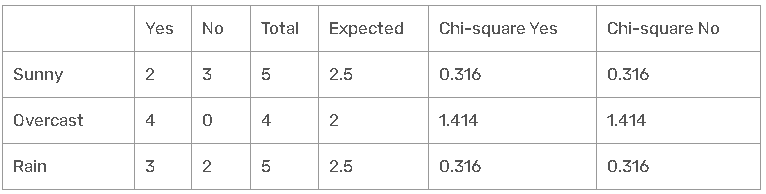 Yes No Total Expected Chi-square Yes Chi-square No
Sunny 2 3 5 2.5 0.316 0.316
Overcast 4 0 4 2 1.414 1.414
Rain 3 2 5 2.5 0.316 0.316